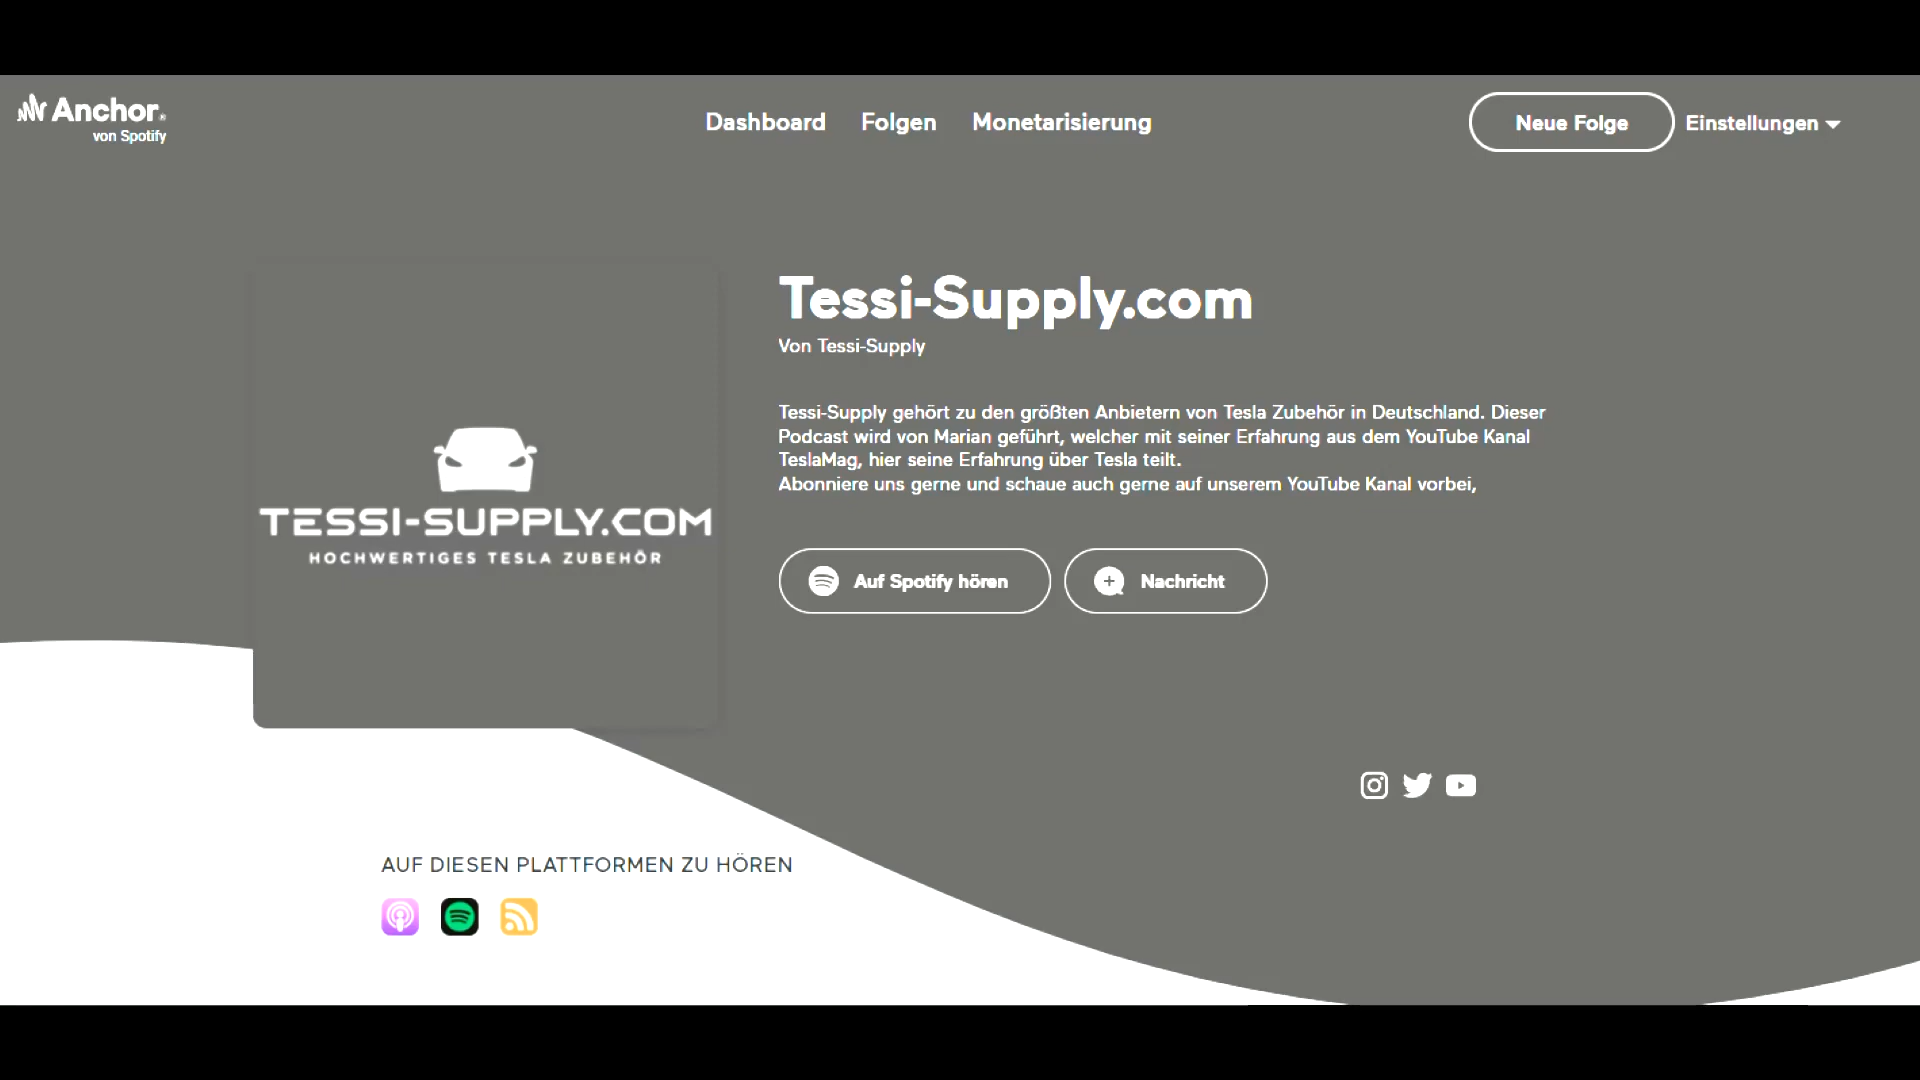 Anchor.
von Spotify
Dashboard Folgen Monetarisierung
Neue Folge Einstellungen
Tessi-Supply.com
Von Tessi-Supply
Tessi-Supply gehört zu den größten Anbietern von Tesla Zubehör in Deutschland. Dieser
Podcast wird von Marian geführt, welcher mit seiner Erfahrung aus dem YouTube Kanal
TeslaMag, hier seine Erfahrung über Tesla teilt.
Abonniere uns gerne und schaue auch gerne auf unserem YouTube Kanal vorbei,
Auf Spotify hören Nachricht
TESSI-SUPPLY.COM
HOCHWERTIGES TESLA ZUBEHÖR
AUF DIESEN PLATTFORMEN ZU HÖREN